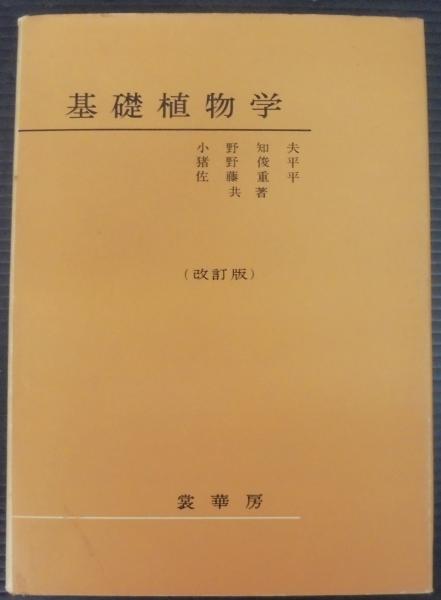 基礎植物学
小野知夫
猪野俊平
佐藤重平
共著
(改訂版)
裳華房